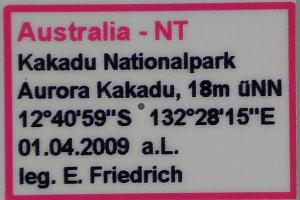 Australia - NT
Kakadu Nationalpark
Aurora Kakadu, 18m üNN
12°40'59"S 132°28'15"E
01.04.2009 a.L.
leg. E. Friedrich